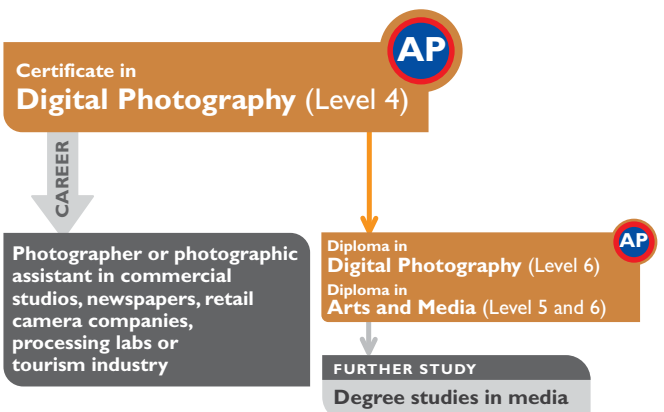 AP
Certificate in
Digital Photography (Level 4)
CAREER
Photographer or photographic
assistant in commercial
studios, newspapers, retail
camera companies,
processing labs or
tourism industry
AP
Diploma in
Digital Photography (Level 6)
Diploma in
Arts and Media (Level 5 and 6)
FURTHER STUDY
Degree studies in media